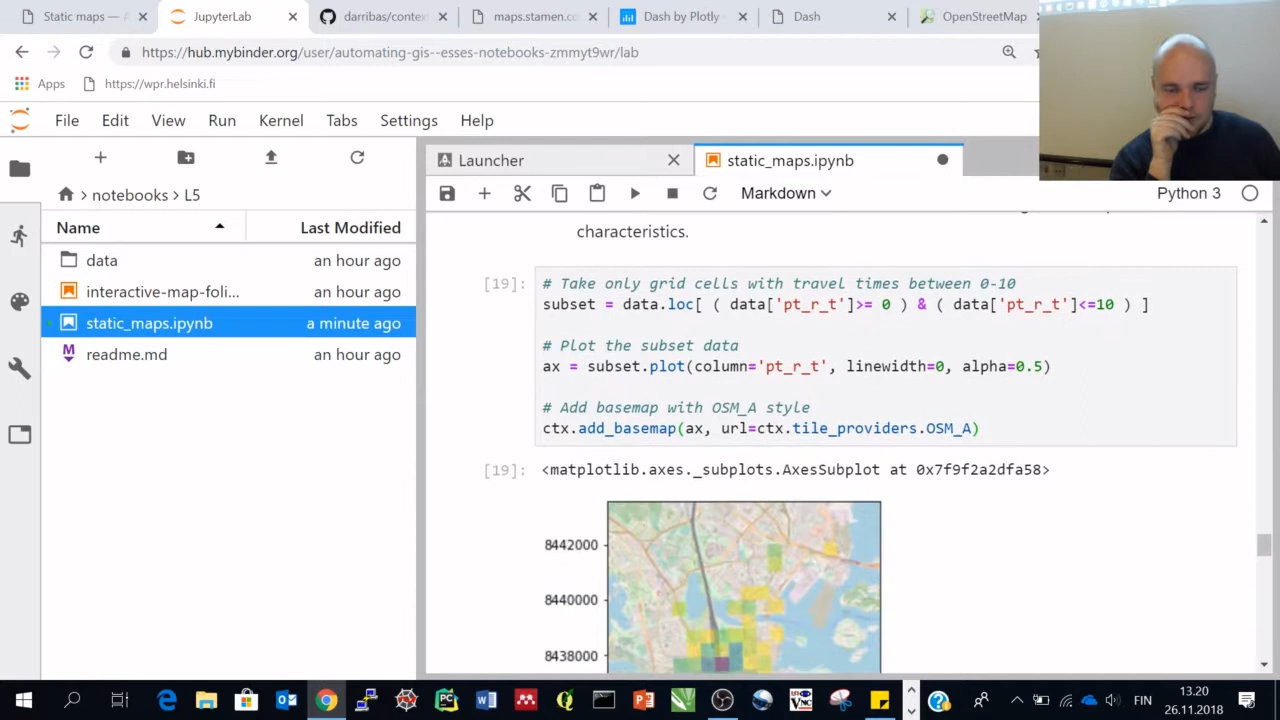 Static maps —
JupyterLab
darribas/contex
maps.stamen.co
Dash by Plotly
Dash
OpenStreetMap
https://hub.mybinder.org/user/automating-gis--esses-notebooks-zmmyt9wr/lab
Apps
https://wpr.helsinki.fi
File Edit View Run Kernel Tabs Settings Help
Launcher
static_maps.ipynb
notebooks > L5
Markdown
Python 3
Name
Last Modified
data
an hour ago
interactive-map-foli...
an hour ago
static_maps.ipynb
a minute ago
readme.md
an hour ago
characteristics.
[19]:
# Take only grid cells with travel times between 0-10
subset = data.loc[ ( data['pt_r_t']>= 0 ) & ( data['pt_r_t']<=10 ) ]
# Plot the subset data
ax = subset.plot(column='pt_r_t', linewidth=0, alpha=0.5)
# Add basemap with OSM_A style
ctx.add_basemap(ax, url=ctx.tile_providers.OSM_A)
[19]:
<matplotlib.axes._subplots.AxesSubplot at 0x7f9f2a2dfa58>
8442000
8440000
8438000
FIN
13.20
26.11.2018